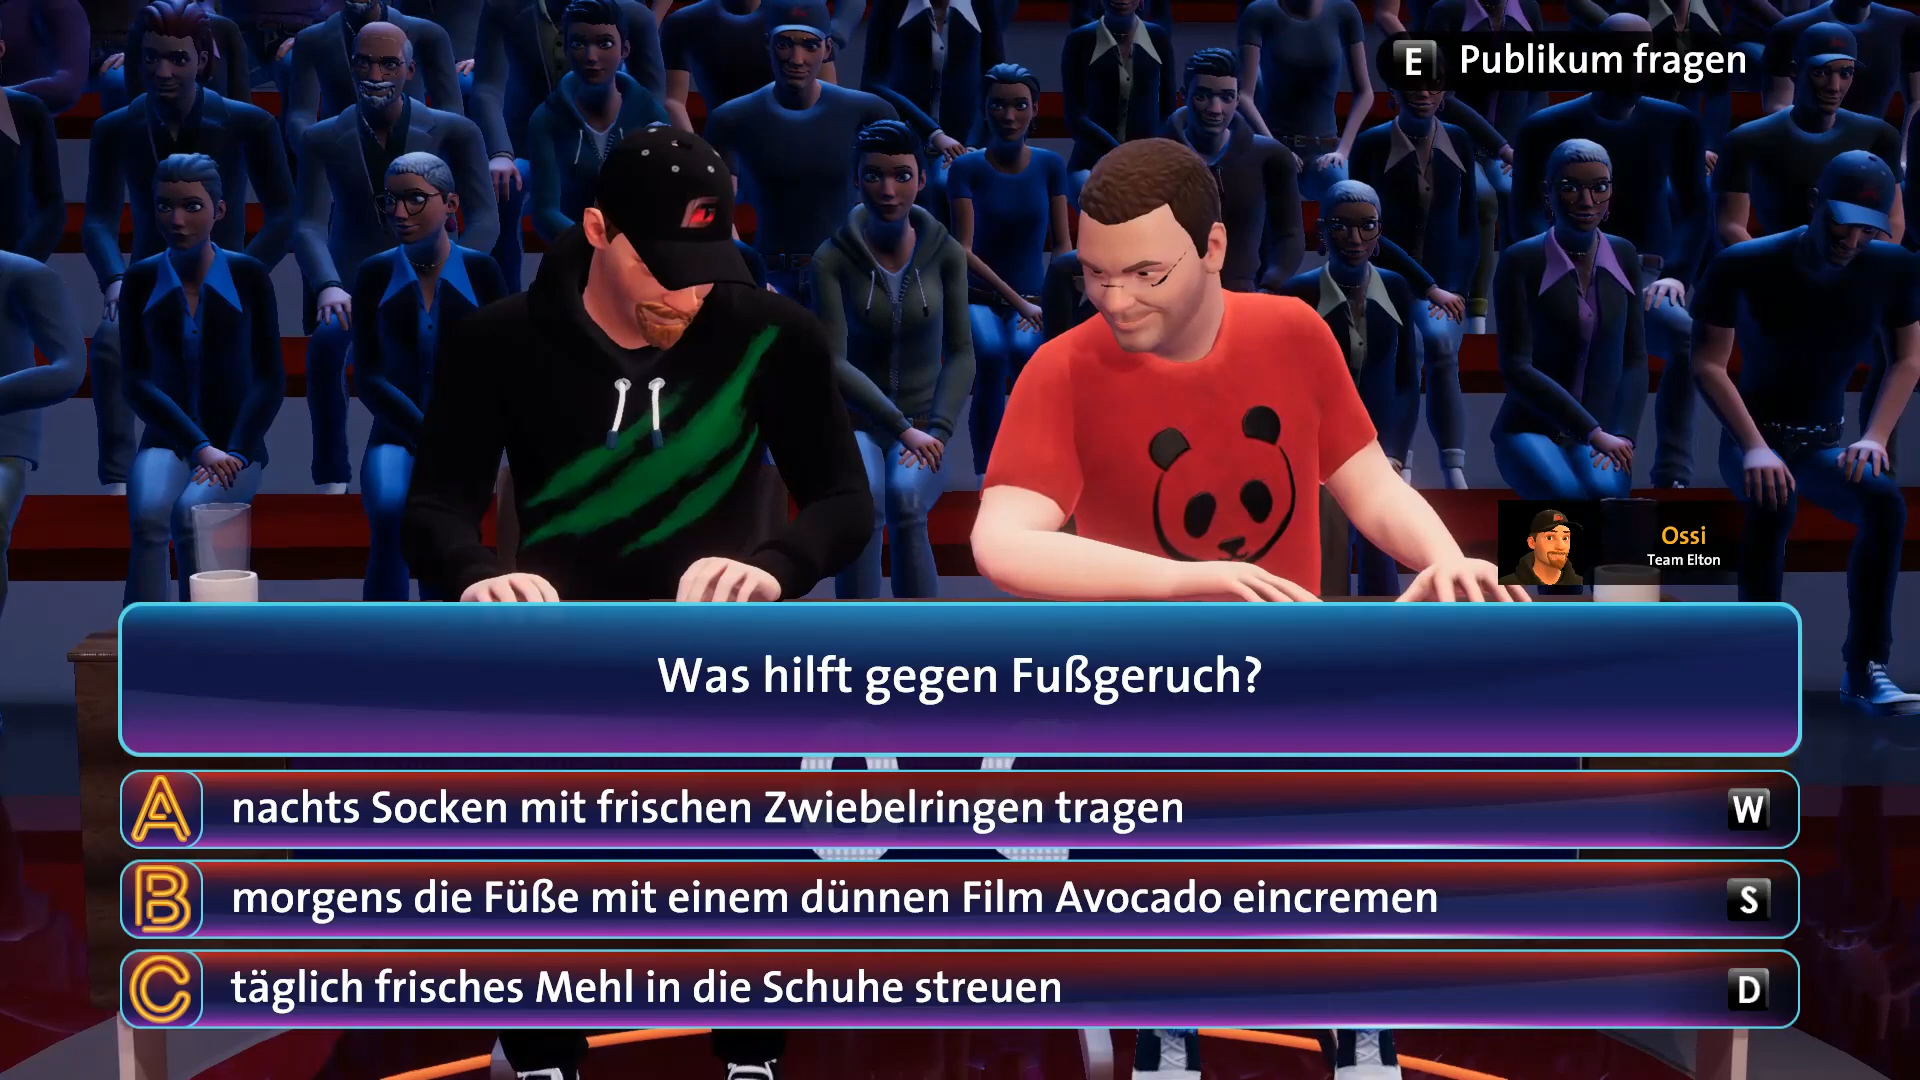 E Publikum fragen
Ossi
Team Elton
Was hilft gegen Fußgeruch?
A nachts Socken mit frischen Zwiebelringen tragen W
B morgens die Füße mit einem dünnen Film Avocado eincremen S
C täglich frisches Mehl in die Schuhe streuen D